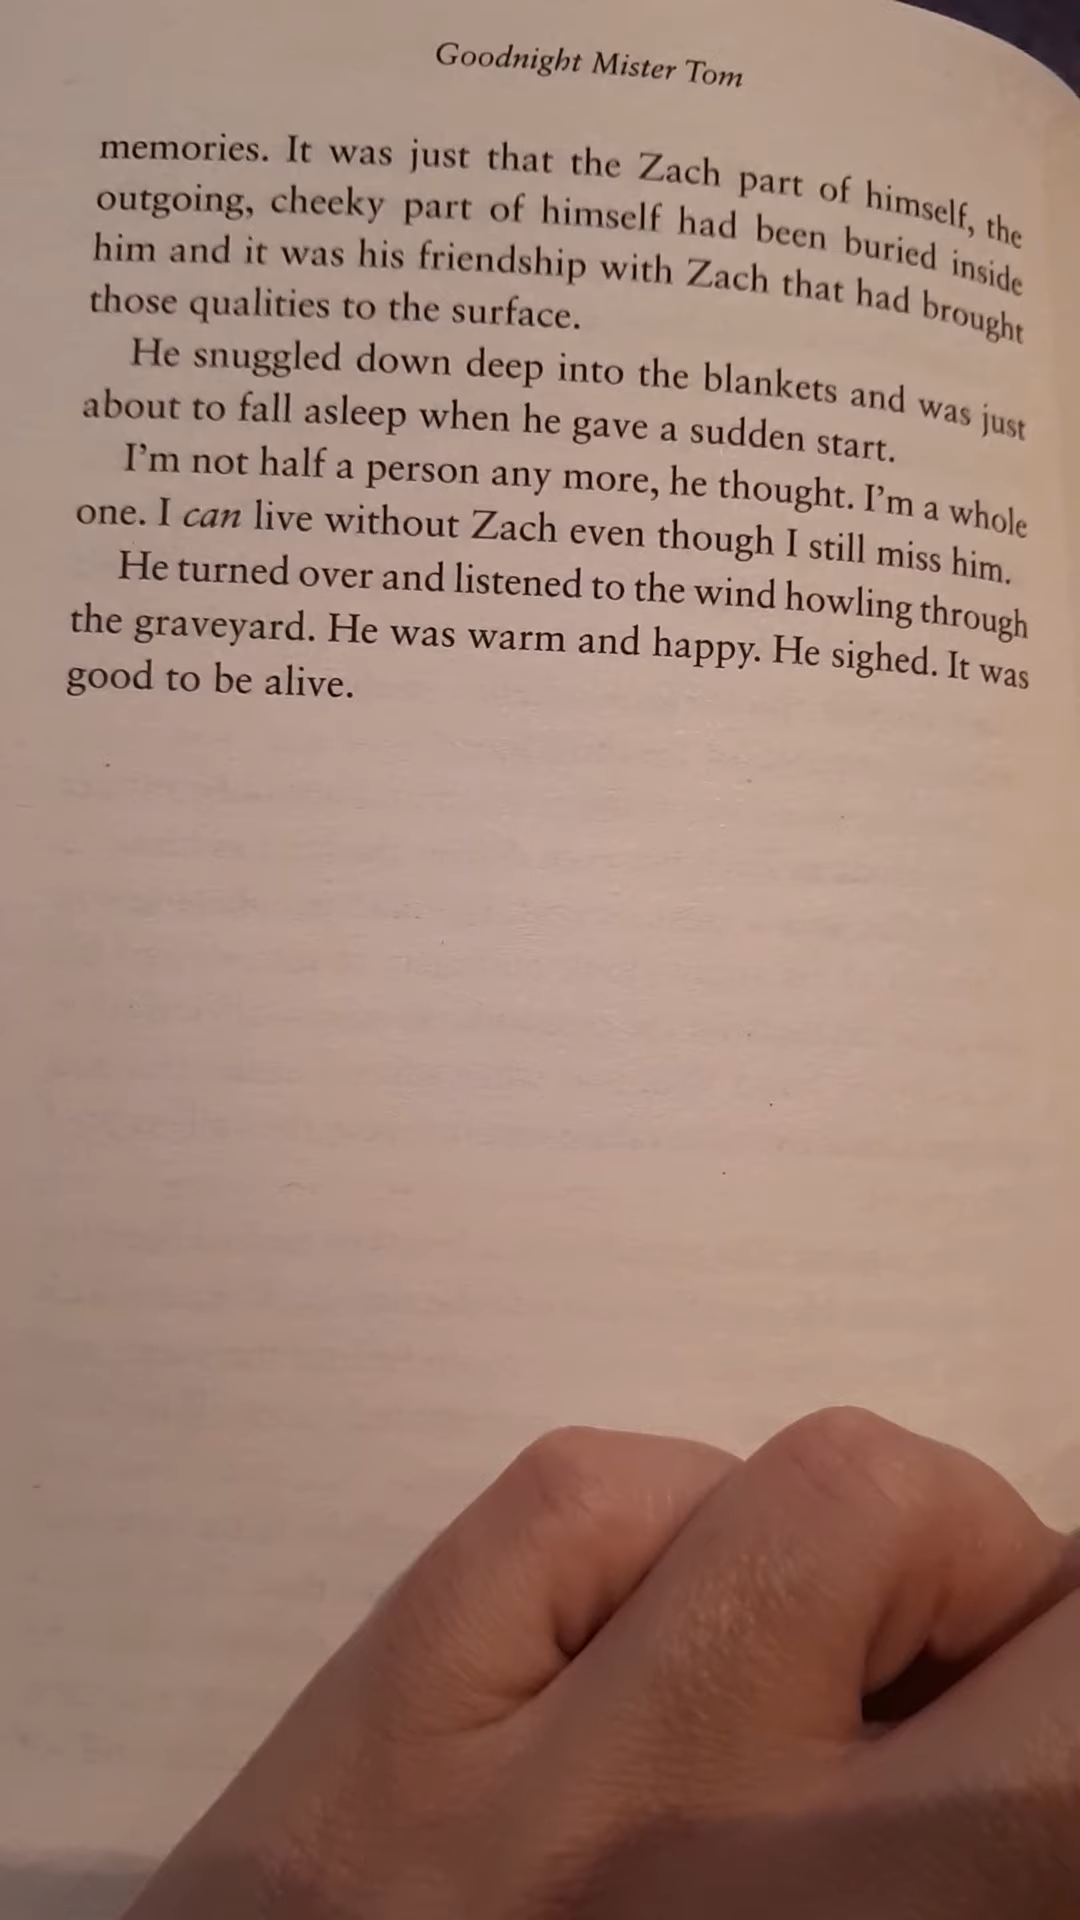 Goodnight Mister Tom
memories. It was just that the Zach part of himself, the
outgoing, cheeky part of himself had been buried inside
him and it was his friendship with Zach that had brought
those qualities to the surface.
He snuggled down deep into the blankets and was just
about to fall asleep when he gave a sudden start.
I'm not half a person any more, he thought. I'm a whole
one. I can live without Zach even though I still miss him.
He turned over and listened to the wind howling through
the graveyard. He was warm and happy. He sighed. It was
good to be alive.